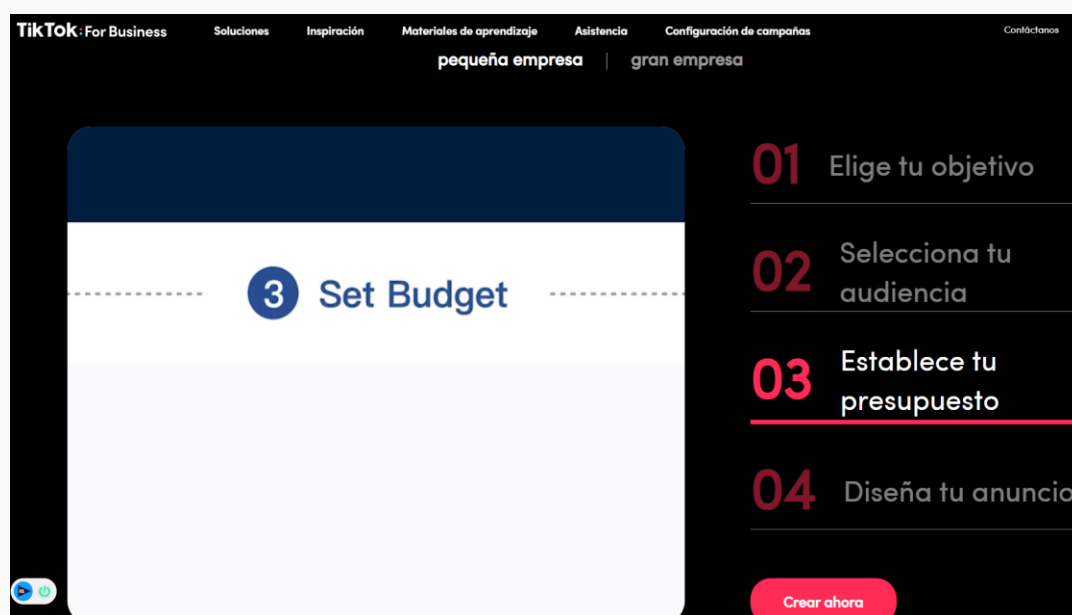 TikTok: For Business Soluciones Inspiración Materiales de aprendizaje Asistencia Configuración de campañas Contáctanos
pequeña empresa | gran empresa
01 Elige tu objetivo
02 Selecciona tu
audiencia
3 Set Budget
03 Establece tu
presupuesto
04 Diseña tu anuncio
Crear ahora